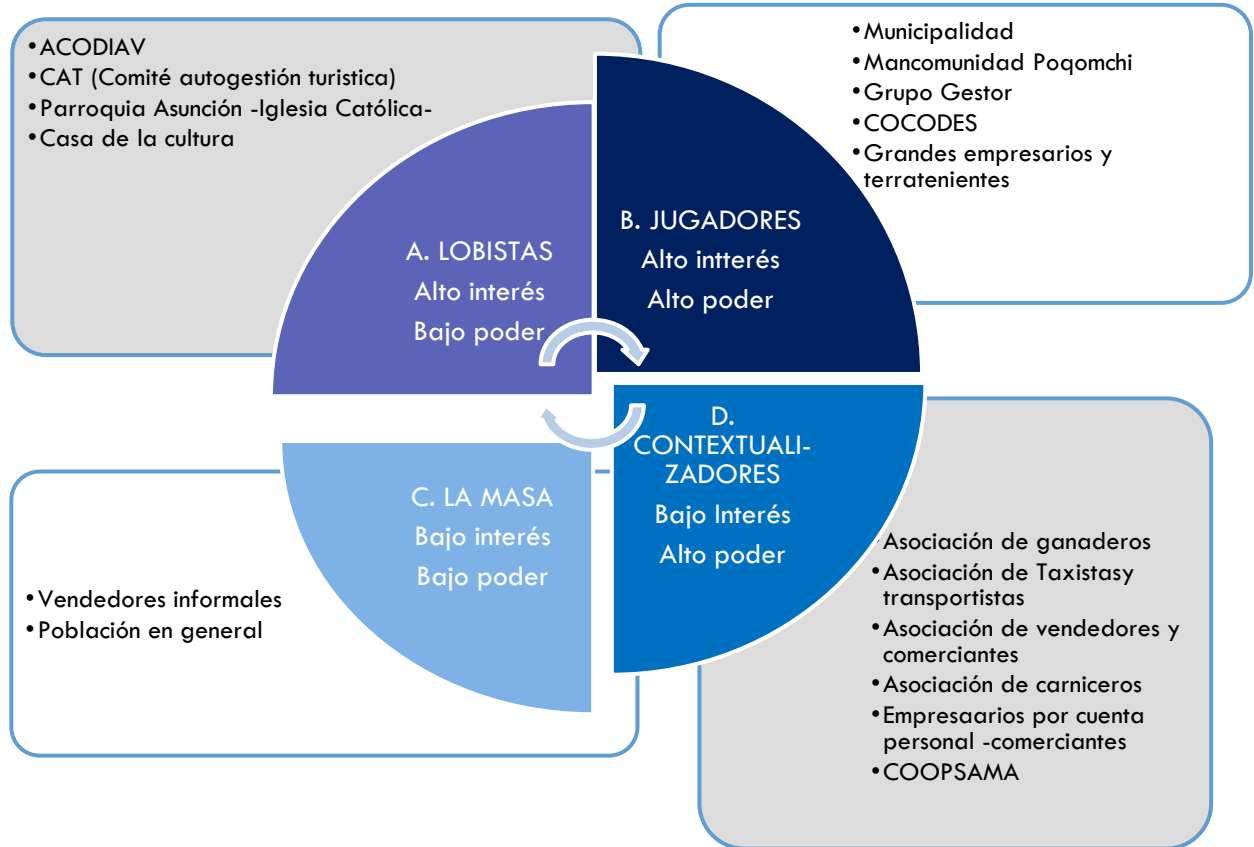 •ACODIAV
•CAT (Comité autogestión turistica)
•Parroquia Asunción -Iglesia Católica-
•Casa de la cultura
•Municipalidad
•Mancomunidad Poqomchi
•Grupo Gestor
•COCODES
•Grandes empresarios y
terratenientes
A. LOBISTAS
Alto interés
Bajo poder
B. JUGADORES
Alto intterés
Alto poder
C. LA MASA
Bajo interés
Bajo poder
D.
CONTEXTUALI-
ZADORES
Bajo Interés
Alto poder
•Vendedores informales
•Población en general
•Asociación de ganaderos
•Asociación de Taxistasy
transportistas
•Asociación de vendedores y
comerciantes
•Asociación de carniceros
•Empresaarios por cuenta
personal -comerciantes
•COOPSAMA